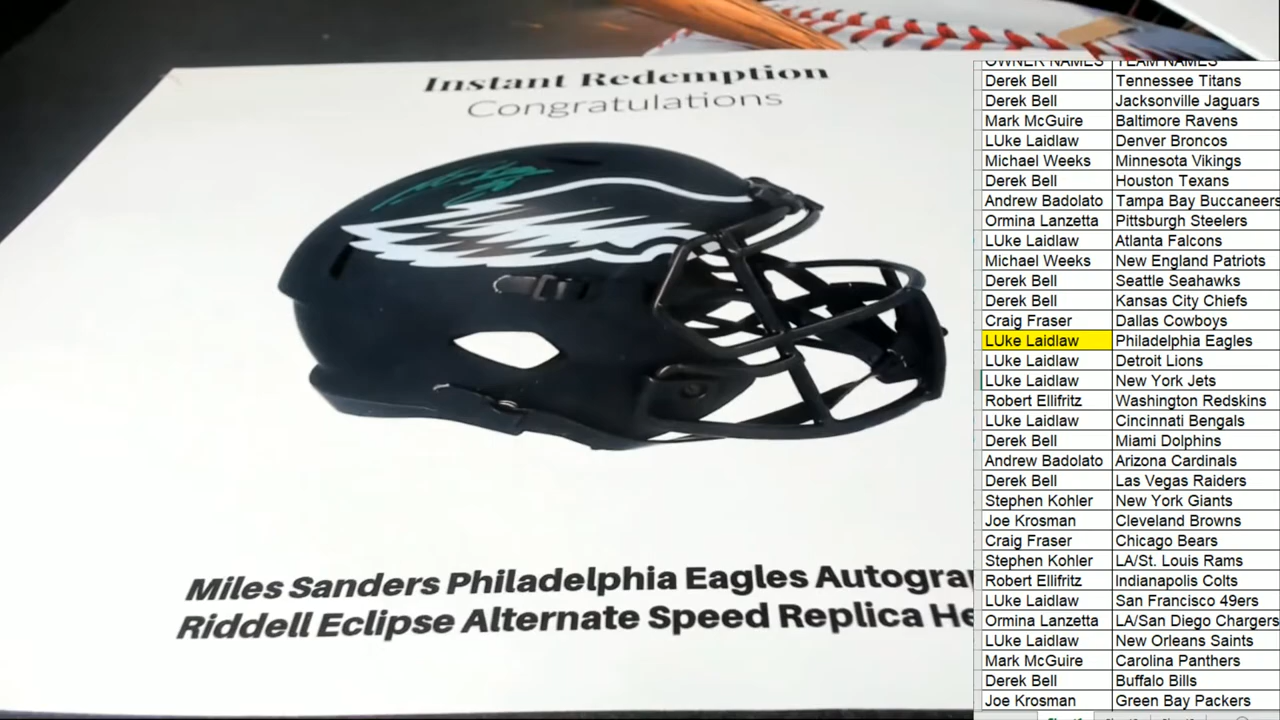 Instant Redemption
Congratulations
Miles Sanders Philadelphia Eagles Autogra
Riddell Eclipse Alternate Speed Replica He
OWNER NAMES TEAM NAMES
Derek Bell Tennessee Titans
Derek Bell Jacksonville Jaguars
Mark McGuire Baltimore Ravens
LUke Laidlaw Denver Broncos
Michael Weeks Minnesota Vikings
Derek Bell Houston Texans
Andrew Badolato Tampa Bay Buccaneers
Ormina Lanzetta Pittsburgh Steelers
LUke Laidlaw Atlanta Falcons
Michael Weeks New England Patriots
Derek Bell Seattle Seahawks
Derek Bell Kansas City Chiefs
Craig Fraser Dallas Cowboys
LUke Laidlaw Philadelphia Eagles
LUke Laidlaw Detroit Lions
LUke Laidlaw New York Jets
Robert Ellifritz Washington Redskins
LUke Laidlaw Cincinnati Bengals
Derek Bell Miami Dolphins
Andrew Badolato Arizona Cardinals
Derek Bell Las Vegas Raiders
Stephen Kohler New York Giants
Joe Krosman Cleveland Browns
Craig Fraser Chicago Bears
Stephen Kohler LA/St. Louis Rams
Robert Ellifritz Indianapolis Colts
LUke Laidlaw San Francisco 49ers
Ormina Lanzetta LA/San Diego Chargers
LUke Laidlaw New Orleans Saints
Mark McGuire Carolina Panthers
Derek Bell Buffalo Bills
Joe Krosman Green Bay Packers